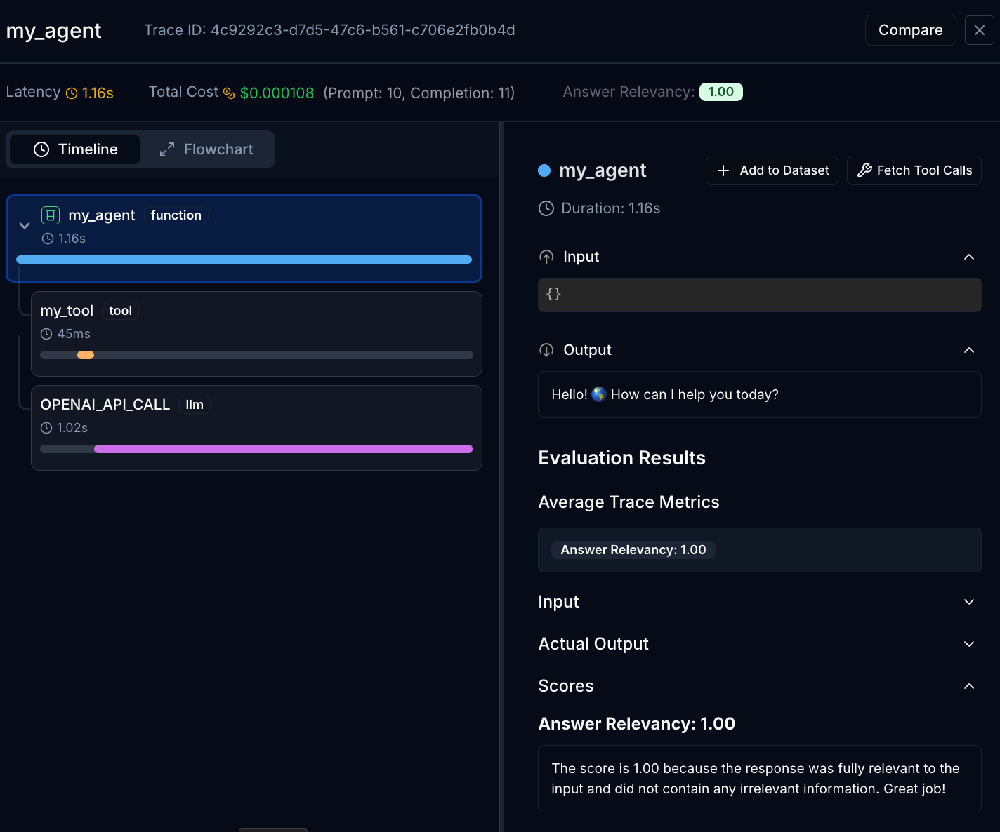 my_agent
Trace ID: 4c9292c3-d7d5-47c6-b561-c706e2fb0b4d
Compare
Latency 1.16s
Total Cost $0.000108 (Prompt: 10, Completion: 11)
Answer Relevancy: 1.00
Timeline
Flowchart
my_agent function
1.16s
my_tool tool
45ms
OPENAI_API_CALL llm
1.02s
my_agent
Add to Dataset
Fetch Tool Calls
Duration: 1.16s
Input
{}
Output
Hello! 🌎 How can I help you today?
Evaluation Results
Average Trace Metrics
Answer Relevancy: 1.00
Input
Actual Output
Scores
Answer Relevancy: 1.00
The score is 1.00 because the response was fully relevant to the
input and did not contain any irrelevant information. Great job!